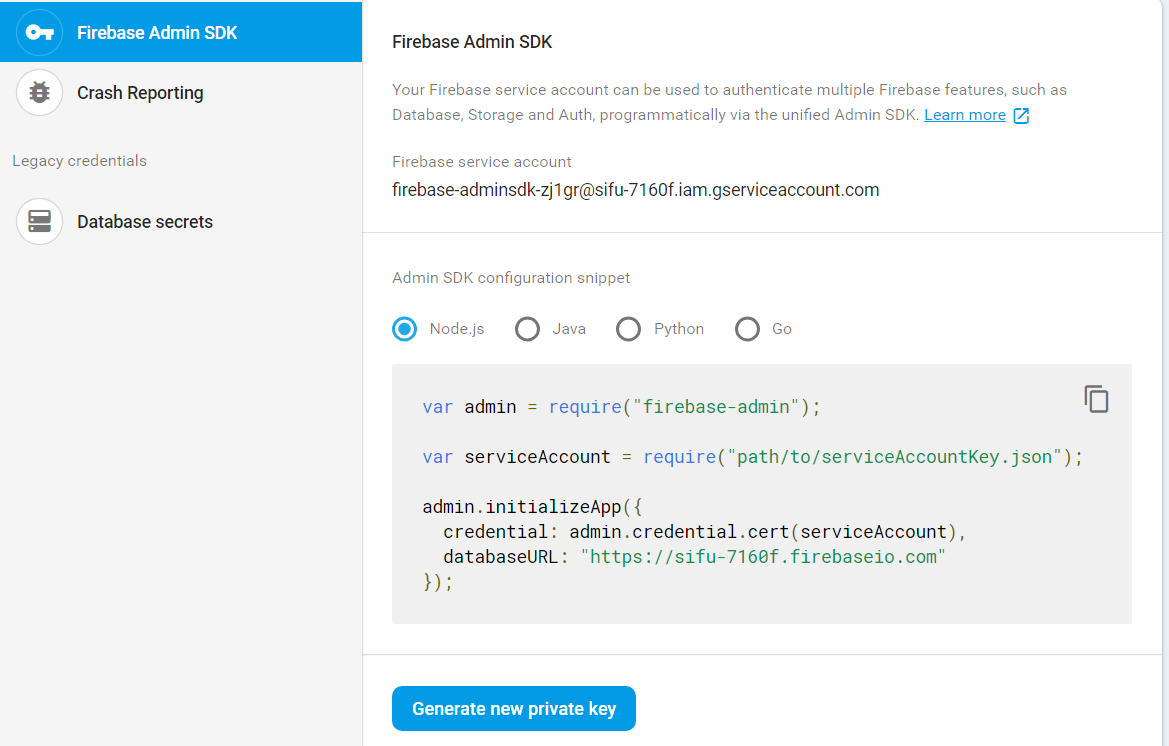 Firebase Admin SDK
Crash Reporting
Legacy credentials
Database secrets
Firebase Admin SDK
Your Firebase service account can be used to authenticate multiple Firebase features, such as
Database, Storage and Auth, programmatically via the unified Admin SDK. Learn more
Firebase service account
firebase-adminsdk-zj1gr@sifu-7160f.iam.gserviceaccount.com
Admin SDK configuration snippet
Node.js Java Python Go
var admin = require("firebase-admin");
var serviceAccount = require("path/to/serviceAccountKey.json");
admin.initializeApp({
  credential: admin.credential.cert(serviceAccount),
  databaseURL: "https://sifu-7160f.firebaseio.com"
});
Generate new private key